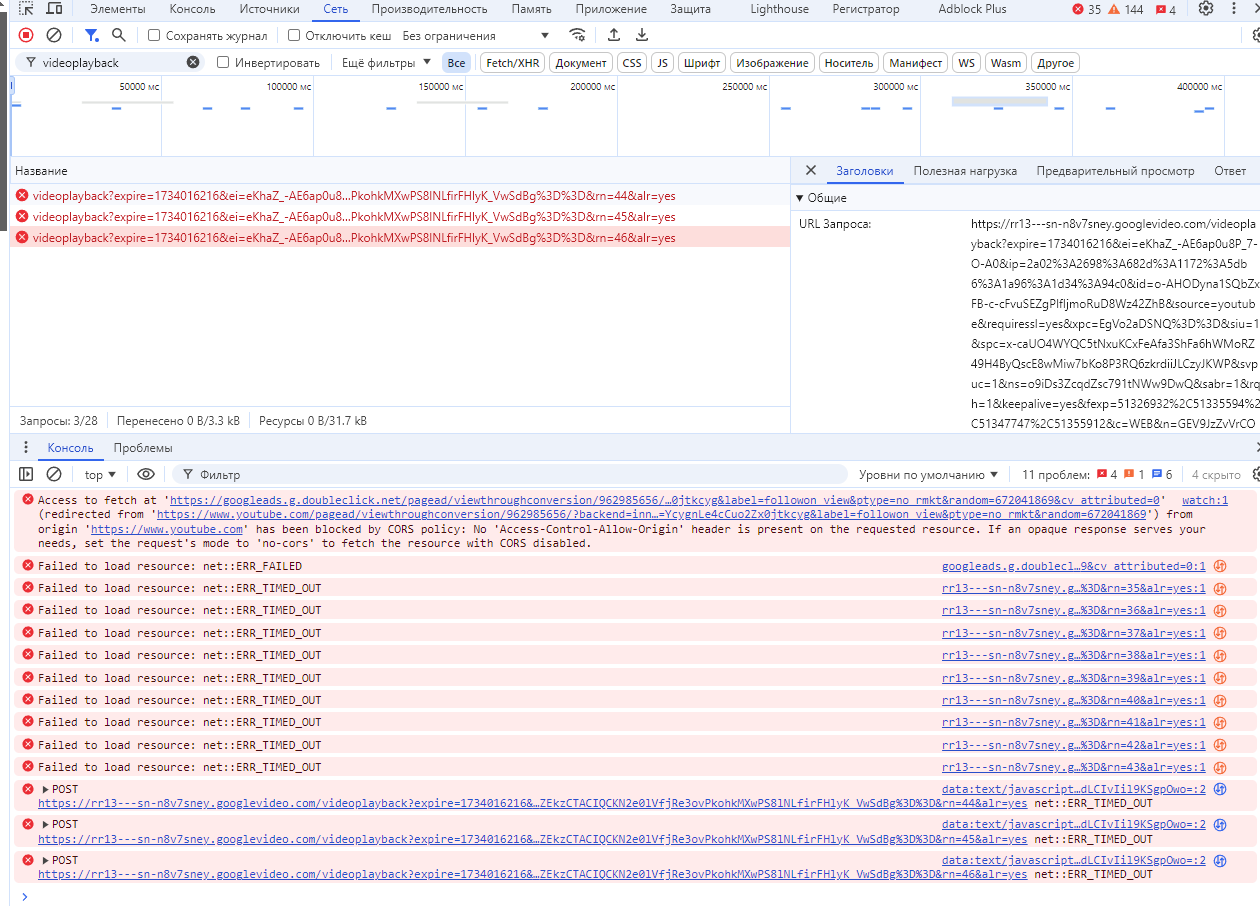 Элементы Консоль Источники Сеть Производительность Память Приложение Защита Lighthouse Регистратор Adblock Plus 35 144 4
Сохранять журнал Отключить кеш Без ограничения
videoplayback Инвертировать Ещё фильтры Все Fetch/XHR Документ CSS JS Шрифт Изображение Носитель Манифест WS Wasm Другое
50000 мс 100000 мс 150000 мс 200000 мс 250000 мс 300000 мс 350000 мс 400000 мс
Название
videoplayback?expire=1734016216&ei=eKhaZ_-AE6ap0u8...PkohkMXwPS8lNLfirFHlyK_VwSdBg%3D%3D&rn=44&alr=yes
videoplayback?expire=1734016216&ei=eKhaZ_-AE6ap0u8...PkohkMXwPS8lNLfirFHlyK_VwSdBg%3D%3D&rn=45&alr=yes
videoplayback?expire=1734016216&ei=eKhaZ_-AE6ap0u8...PkohkMXwPS8lNLfirFHlyK_VwSdBg%3D%3D&rn=46&alr=yes
Запросы: 3/28 Перенесено 0 B/3.3 kB Ресурсы 0 B/31.7 kB
Заголовки Полезная нагрузка Предварительный просмотр Ответ
Общие
URL Запроса:
https://rr13---sn-n8v7sney.googlevideo.com/videopla
yback?expire=1734016216&ei=eKhaZ_-AE6ap0u8P_7-
O-A0&ip=2a02%3A2698%3A682d%3A1172%3A5db
6%3A1a96%3A1d34%3A94c0&id=o-AHODyna1SQbZx
FB-c-cFvuSEZgPlfIjmoRuD8Wz42ZhB&source=youtub
e&requiressl=yes&xpc=EgVo2aDSNQ%3D%3D&siu=1
&spc=x-caUO4WYQC5tNxuKCxFeAfa3ShFa6hWMoRZ
49H4ByQscE8wMiw7bKo8P3RQ6zkrdiiJLCzyJKWP&svp
uc=1&ns=o9iDs3ZcqdZsc791tNWw9DwQ&sabr=1&rq
h=1&keepalive=yes&fexp=51326932%2C51335594%2
C51347747%2C51355912&c=WEB&n=GEV9JzZvVrCO
Консоль Проблемы
top Фильтр Уровни по умолчанию 11 проблем: 4 1 6 4 скрыто
Access to fetch at 'https://googleads.g.doubleclick.net/pagead/viewthroughconversion/962985656/…0jtkcyg&label=followon_view&ptype=no_rmkt&random=672041869&cv_attributed=0' watch:1
(redirected from 'https://www.youtube.com/pagead/viewthroughconversion/962985656/?backend=inn…=YcygnLe4cCuo2Zx0jtkcyg&label=followon_view&ptype=no_rmkt&random=672041869') from
origin 'https://www.youtube.com' has been blocked by CORS policy: No 'Access-Control-Allow-Origin' header is present on the requested resource. If an opaque response serves your
needs, set the request's mode to 'no-cors' to fetch the resource with CORS disabled.
Failed to load resource: net::ERR_FAILED googleads.g.doublecl…9&cv_attributed=0:1
Failed to load resource: net::ERR_TIMED_OUT rr13---sn-n8v7sney.g…%3D&rn=35&alr=yes:1
Failed to load resource: net::ERR_TIMED_OUT rr13---sn-n8v7sney.g…%3D&rn=36&alr=yes:1
Failed to load resource: net::ERR_TIMED_OUT rr13---sn-n8v7sney.g…%3D&rn=37&alr=yes:1
Failed to load resource: net::ERR_TIMED_OUT rr13---sn-n8v7sney.g…%3D&rn=38&alr=yes:1
Failed to load resource: net::ERR_TIMED_OUT rr13---sn-n8v7sney.g…%3D&rn=39&alr=yes:1
Failed to load resource: net::ERR_TIMED_OUT rr13---sn-n8v7sney.g…%3D&rn=40&alr=yes:1
Failed to load resource: net::ERR_TIMED_OUT rr13---sn-n8v7sney.g…%3D&rn=41&alr=yes:1
Failed to load resource: net::ERR_TIMED_OUT rr13---sn-n8v7sney.g…%3D&rn=42&alr=yes:1
Failed to load resource: net::ERR_TIMED_OUT rr13---sn-n8v7sney.g…%3D&rn=43&alr=yes:1
POST data:text/javascript…dLCIvIil9KSgpOwo=:2
https://rr13---sn-n8v7sney.googlevideo.com/videoplayback?expire=1734016216&…ZEkzCTACIQCKN2e0lVfjRe3ovPkohkMXwPS8lNLfirFHlyK_VwSdBg%3D%3D&rn=44&alr=yes net::ERR_TIMED_OUT
POST data:text/javascript…dLCIvIil9KSgpOwo=:2
https://rr13---sn-n8v7sney.googlevideo.com/videoplayback?expire=1734016216&…ZEkzCTACIQCKN2e0lVfjRe3ovPkohkMXwPS8lNLfirFHlyK_VwSdBg%3D%3D&rn=45&alr=yes net::ERR_TIMED_OUT
POST data:text/javascript…dLCIvIil9KSgpOwo=:2
https://rr13---sn-n8v7sney.googlevideo.com/videoplayback?expire=1734016216&…ZEkzCTACIQCKN2e0lVfjRe3ovPkohkMXwPS8lNLfirFHlyK_VwSdBg%3D%3D&rn=46&alr=yes net::ERR_TIMED_OUT